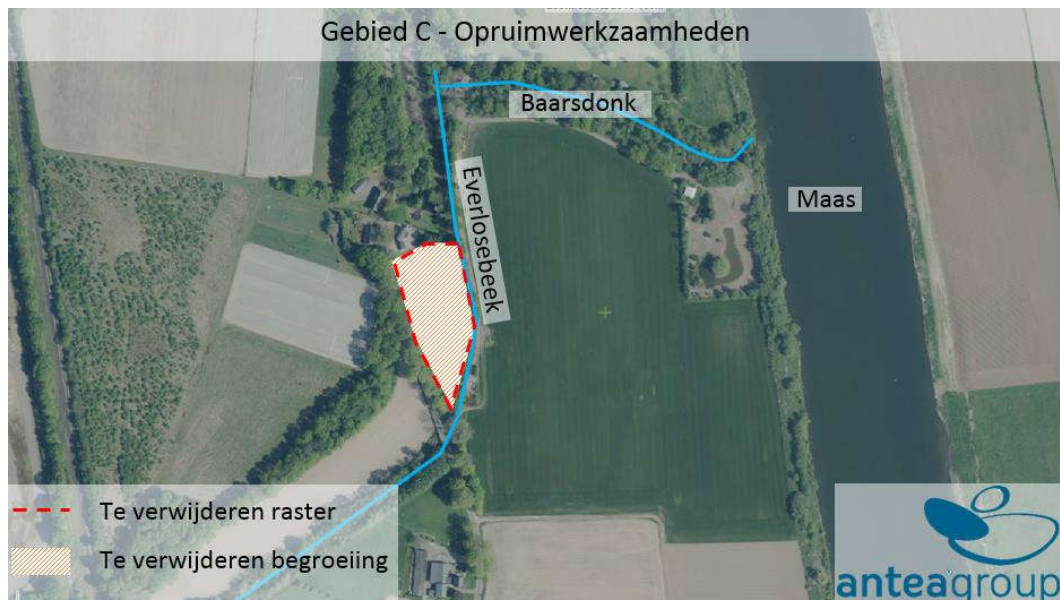 Gebied C - Opruimwerkzaamheden
Baarsdonk
Everlosebeek
Maas
Te verwijderen raster
Te verwijderen begroeiing
anteagroup